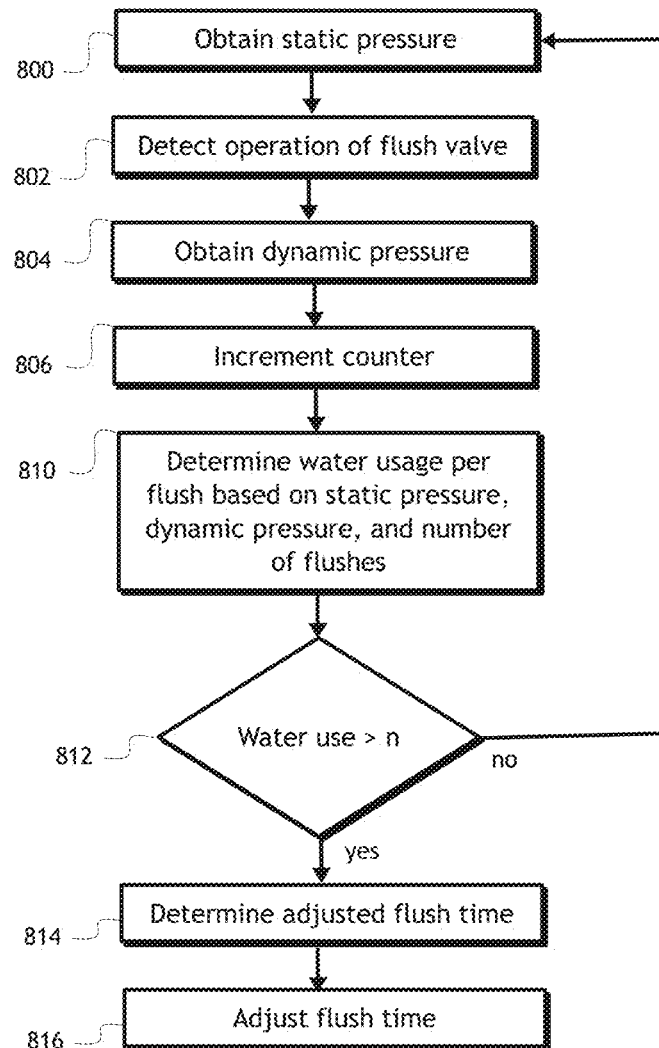 800
Obtain static pressure
802
Detect operation of flush valve
804
Obtain dynamic pressure
806
Increment counter
810
Determine water usage per
flush based on static pressure,
dynamic pressure, and number
of flushes
812
Water use > n
no
yes
814
Determine adjusted flush time
816
Adjust flush time